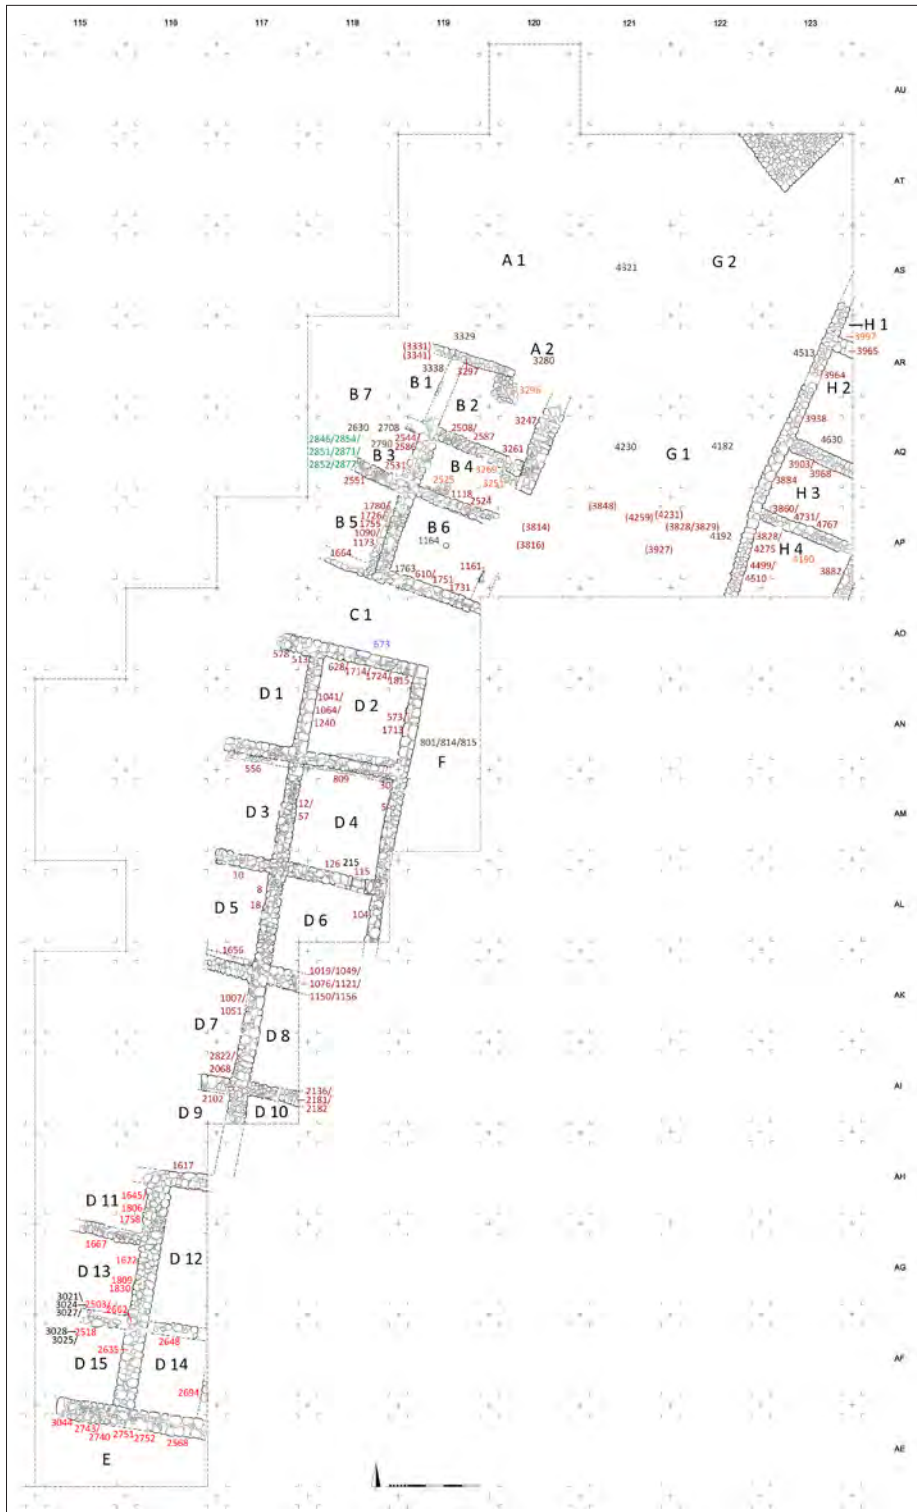 115 116 117 118 119 120 121 122 123
AU
AT
A 1
4321
G 2
AS
H 1
3997
3329
(3331)
(3341)
A 2
3280
4513
3965
AR
3338
3297
B 1
3964
H 2
B 7
3296
B 2
3938
3247
2630
2708
2508/
2587
2846/2854/
2851/2871/
2852/2877
2544/
2586
2790
3261
4230
4182
4630
G 1
AQ
B 3
2531
B 4
3269
3251
3903/
3968
2551
2525
3884
1118
2524
H 3
(3848)
3860/
4731/
4767
1780/
1726/
1755
1090/
1173
B 5
B 6
(3814)
(4259)
(4231)
(3828/3829)
4192
3828/
4275
1164
(3816)
(3927)
H 4
AP
1664
1763
1161
4190
4499/
4510
3882
610/
1751
1731
C 1
673
AO
578
513
628/
1714/
1724/
1815
D 1
1041/
1064/
1240
D 2
573/
1713
AN
801/814/815
F
556
809
30
D 3
12/
57
5
D 4
AM
10
126
215
115
8
18
D 5
D 6
104
AL
1656
1019/1049/
1076/1121/
1150/1156
1007/
1051
AK
D 7
D 8
2822/
2068
2102
2136/
2181/
2182
AI
D 9
D 10
1617
AH
1645/
1806
1758
D 11
1667
D 12
1622
D 13
1809
1830
AG
3021\
3024
3027/
2503/
2662
3028
3025/
2518
2635
2648
D 15
D 14
AF
2694
3044
2743/
2740
2751
2752
2568
E
AE